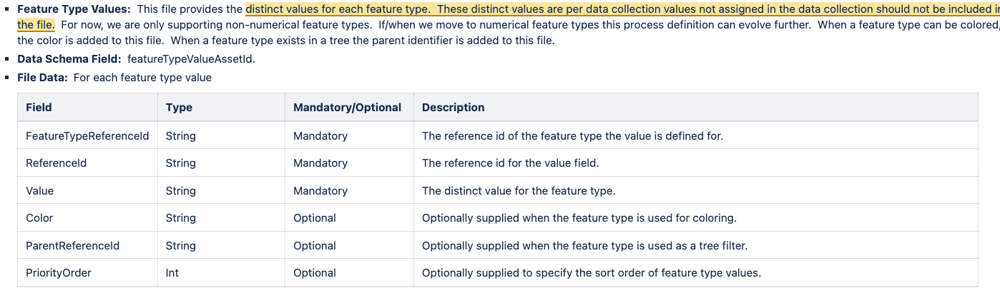 Feature Type Values: This file provides the distinct values for each feature type. These distinct values are per data collection values not assigned in the data collection should not be included in
the file. For now, we are only supporting non-numerical feature types. If/when we move to numerical feature types this process definition can evolve further. When a feature type can be colored,
the color is added to this file. When a feature type exists in a tree the parent identifier is added to this file.
Data Schema Field: featureTypeValueAssetId.
File Data: For each feature type value
Field Type Mandatory/Optional Description
FeatureTypeReferenceId String Mandatory The reference id of the feature type the value is defined for.
ReferenceId String Mandatory The reference id for the value field.
Value String Mandatory The distinct value for the feature type.
Color String Optional Optionally supplied when the feature type is used for coloring.
ParentReferenceId String Optional Optionally supplied when the feature type is used as a tree filter.
PriorityOrder Int Optional Optionally supplied to specify the sort order of feature type values.